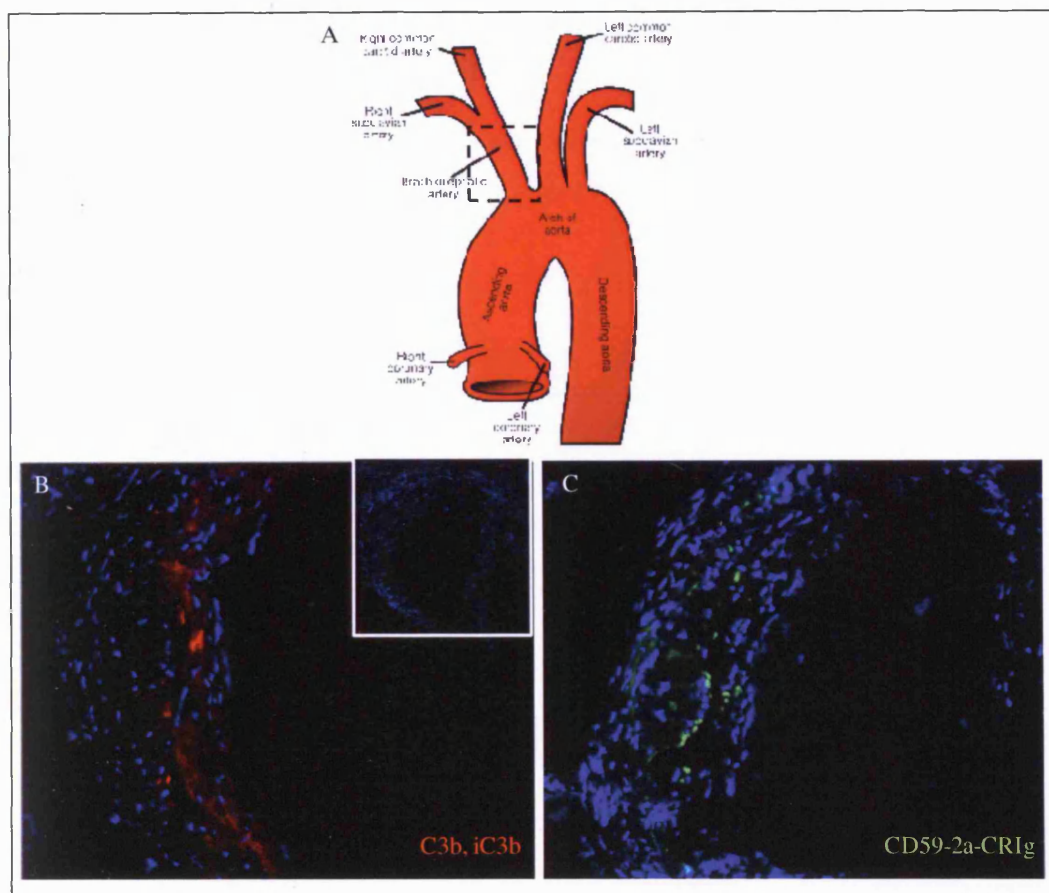 A
Right common
carotid artery
Left common
carotid artery
Right
subclavian
artery
Left
subclavian
artery
Brachiocephalic
artery
Arch of
aorta
Ascending
aorta
Descending aorta
Right
coronary
artery
Left
coronary
artery
B
C3b, iC3b
C
CD59-2a-CRIg